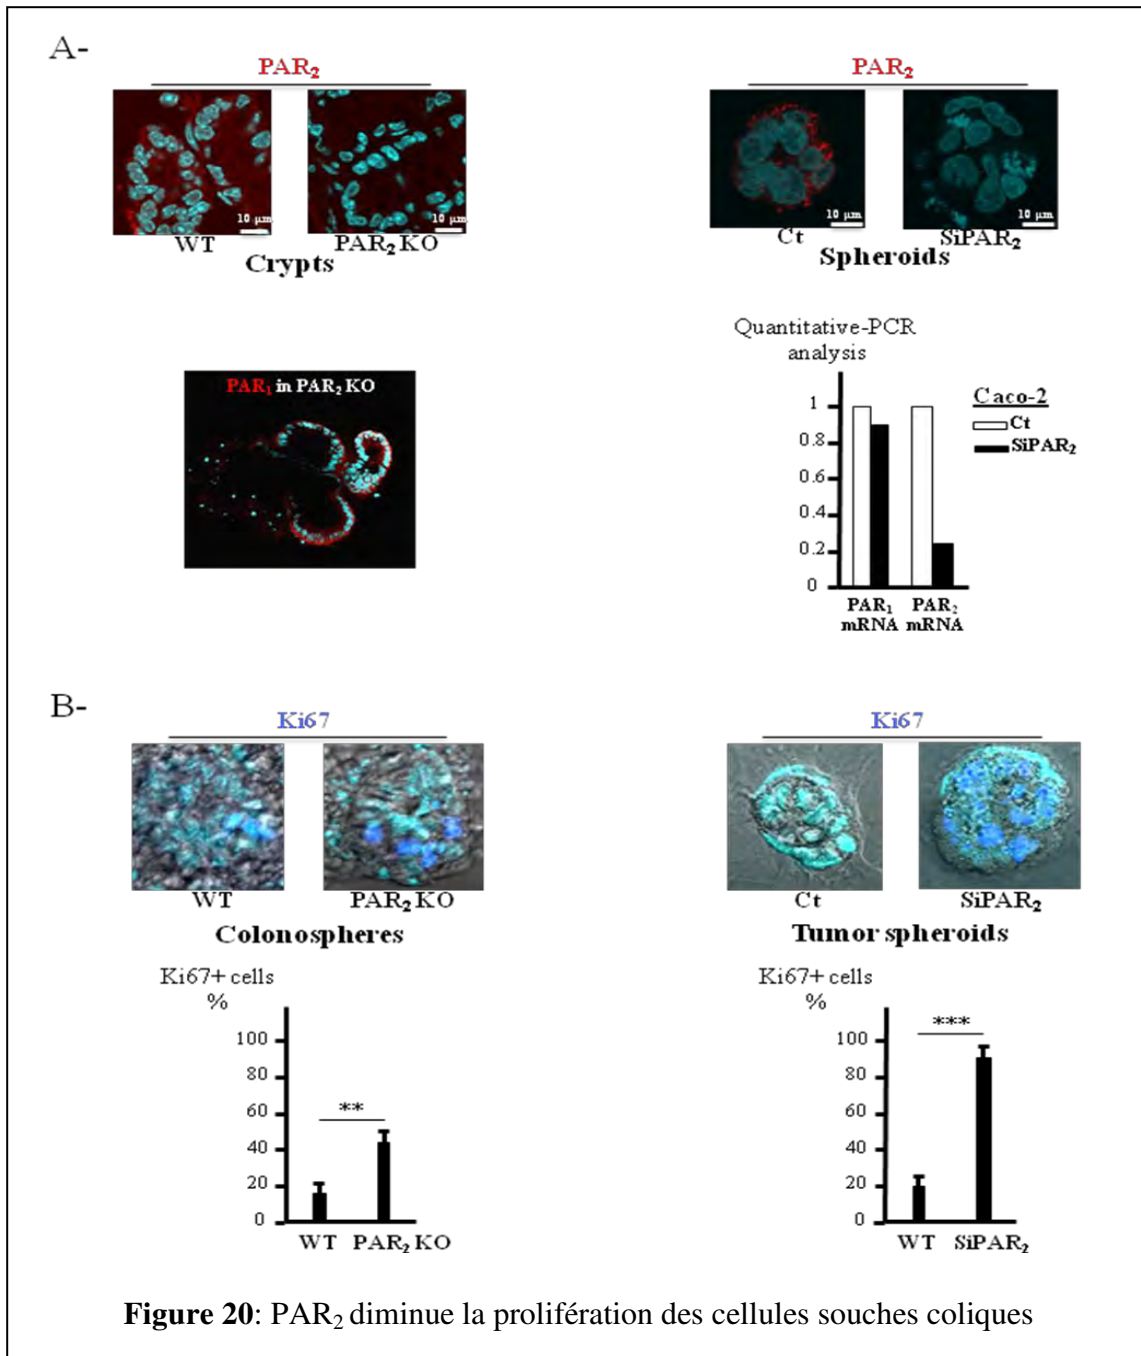 A-
PAR₂
10 µm
10 µm
WT
PAR₂ KO
Crypts
PAR₂
10 µm
10 µm
Ct
SiPAR₂
Spheroids
PAR₁ in PAR₂ KO
Quantitative-PCR
analysis
1
0.8
0.6
0.4
0.2
0
PAR₁
mRNA
PAR₂
mRNA
Caco-2
Ct
SiPAR₂
B-
Ki67
WT
PAR₂ KO
Colonospheres
Ki67
Ct
SiPAR₂
Tumor spheroids
Ki67+ cells
%
100
80
60
40
20
0
**
WT
PAR₂ KO
Ki67+ cells
%
100
80
60
40
20
0
***
WT
SiPAR₂
Figure 20: PAR₂ diminue la prolifération des cellules souches coliques